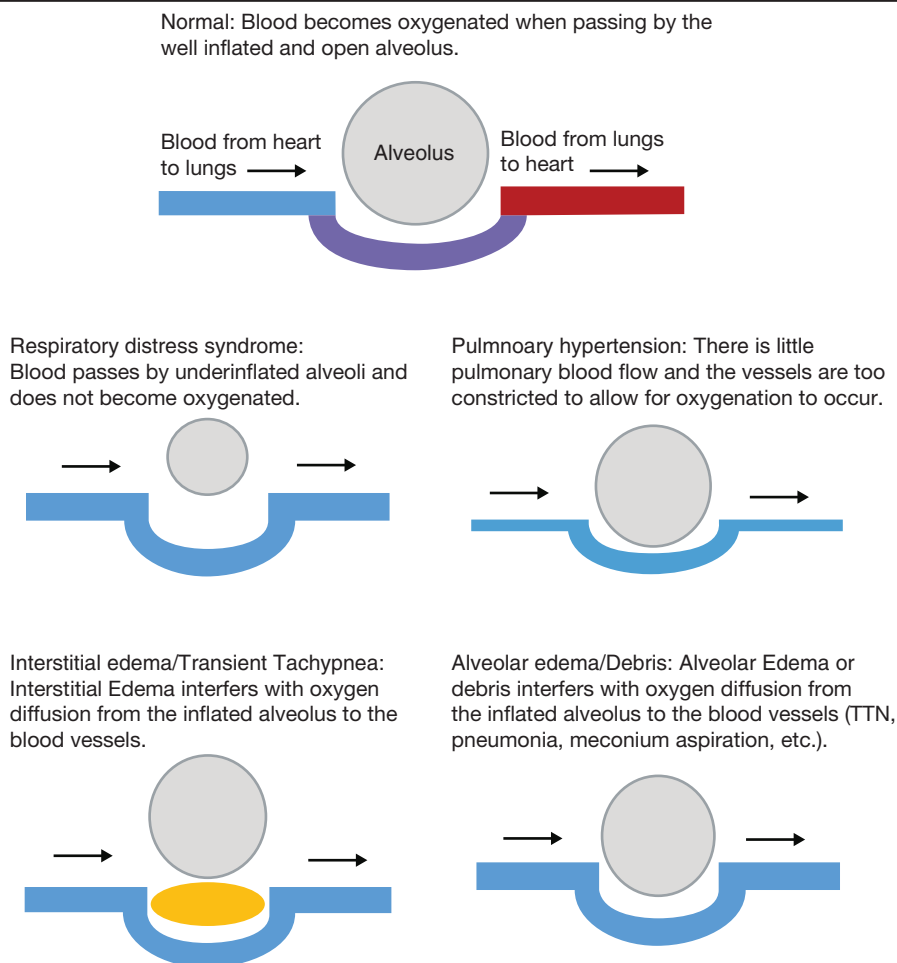 Normal: Blood becomes oxygenated when passing by the
well inflated and open alveolus.
Blood from heart
to lungs
Alveolus
Blood from lungs
to heart
Respiratory distress syndrome:
Blood passes by underinflated alveoli and
does not become oxygenated.
Pulmnoary hypertension: There is little
pulmonary blood flow and the vessels are too
constricted to allow for oxygenation to occur.
Interstitial edema/Transient Tachypnea:
Interstitial Edema interfers with oxygen
diffusion from the inflated alveolus to the
blood vessels.
Alveolar edema/Debris: Alveolar Edema or
debris interfers with oxygen diffusion from
the inflated alveolus to the blood vessels (TTN,
pneumonia, meconium aspiration, etc.).